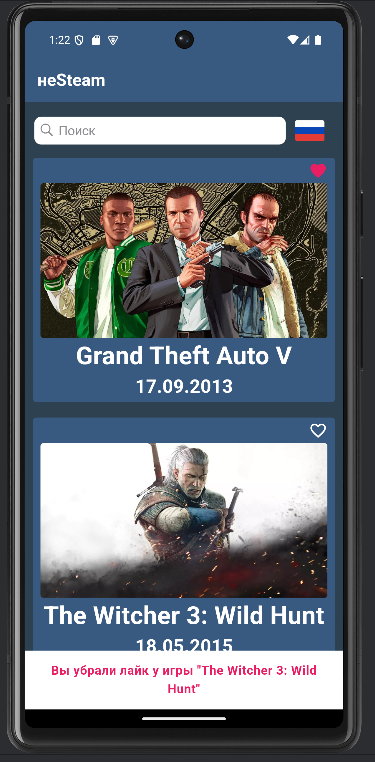 1:22
неSteam
Поиск
Grand Theft Auto V
17.09.2013
The Witcher 3: Wild Hunt
18.05.2015
Вы убрали лайк у игры "The Witcher 3: Wild
Hunt"